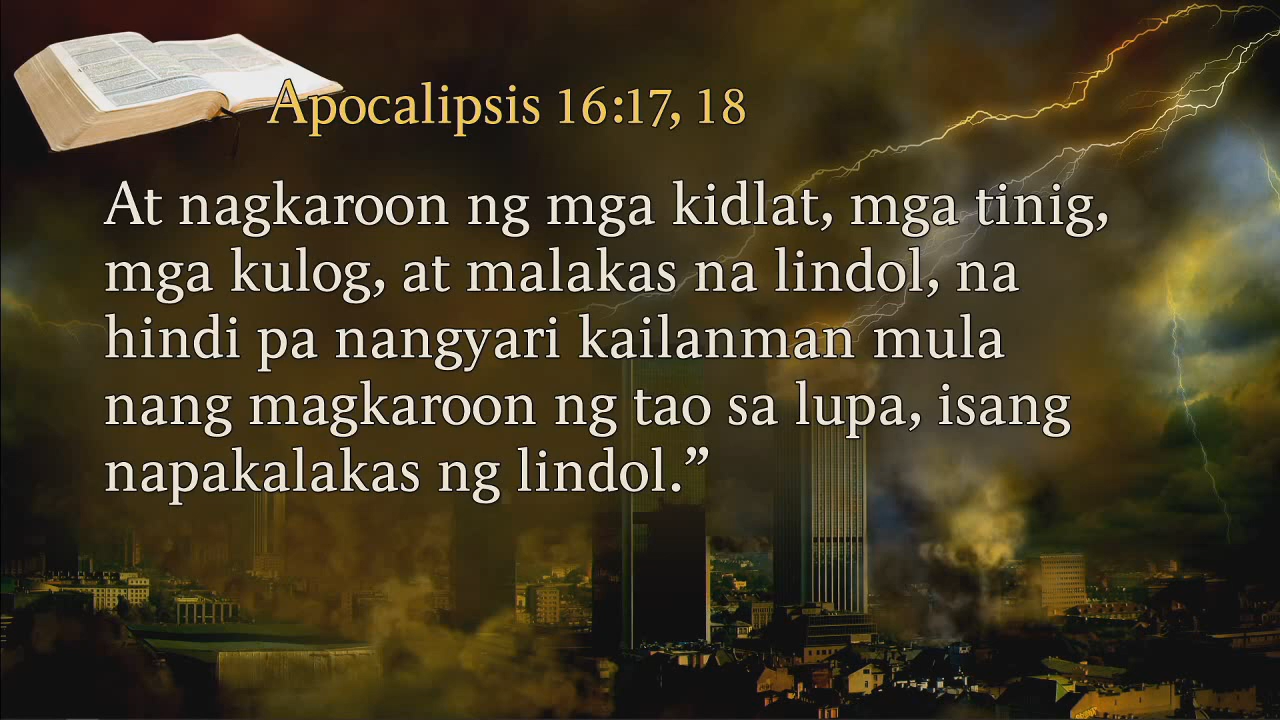 Apocalipsis 16:17, 18
At nagkaroon ng mga kidlat, mga tinig,
mga kulog, at malakas na lindol, na
hindi pa nangyari kailanman mula
nang magkaroon ng tao sa lupa, isang
napakalakas ng lindol.”